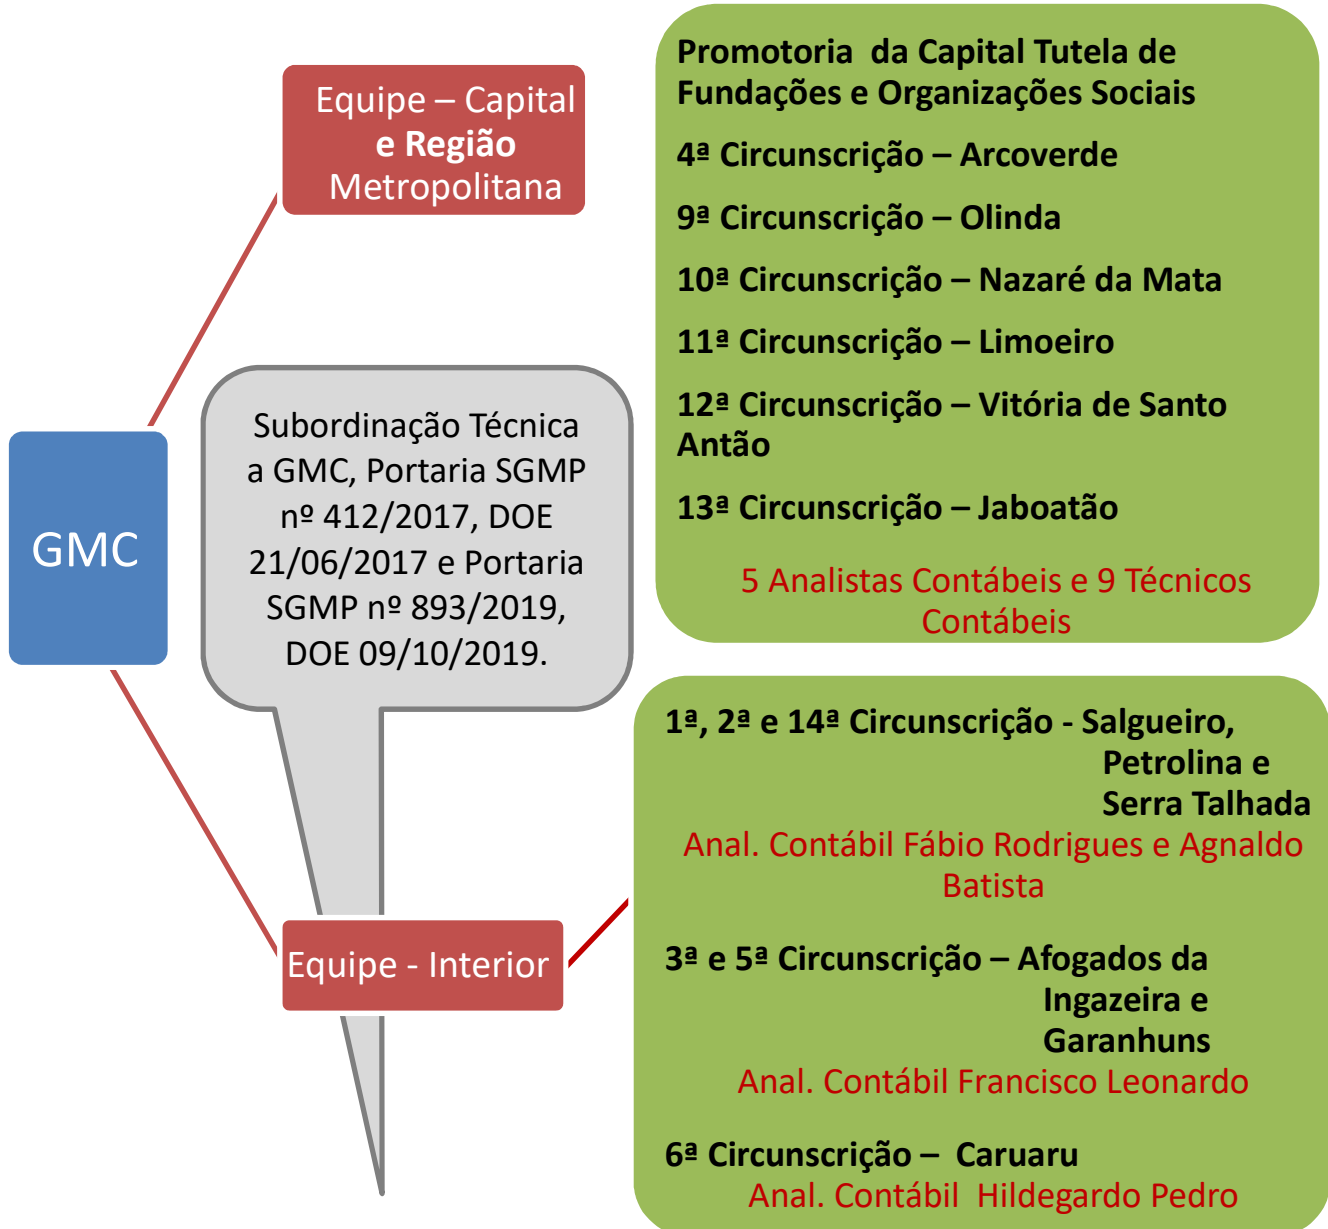 Equipe – Capital
e Região
Metropolitana
Promotoria da Capital Tutela de
Fundações e Organizações Sociais
4ª Circunscrição – Arcoverde
9ª Circunscrição – Olinda
10ª Circunscrição – Nazaré da Mata
11ª Circunscrição – Limoeiro
12ª Circunscrição – Vitória de Santo
Antão
13ª Circunscrição – Jaboatão
5 Analistas Contábeis e 9 Técnicos
Contábeis
GMC
Subordinação Técnica
a GMC, Portaria SGMP
nº 412/2017, DOE
21/06/2017 e Portaria
SGMP nº 893/2019,
DOE 09/10/2019.
Equipe - Interior
1ª, 2ª e 14ª Circunscrição - Salgueiro,
Petrolina e
Serra Talhada
Anal. Contábil Fábio Rodrigues e Agnaldo
Batista
3ª e 5ª Circunscrição – Afogados da
Ingazeira e
Garanhuns
Anal. Contábil Francisco Leonardo
6ª Circunscrição – Caruaru
Anal. Contábil Hildegardo Pedro